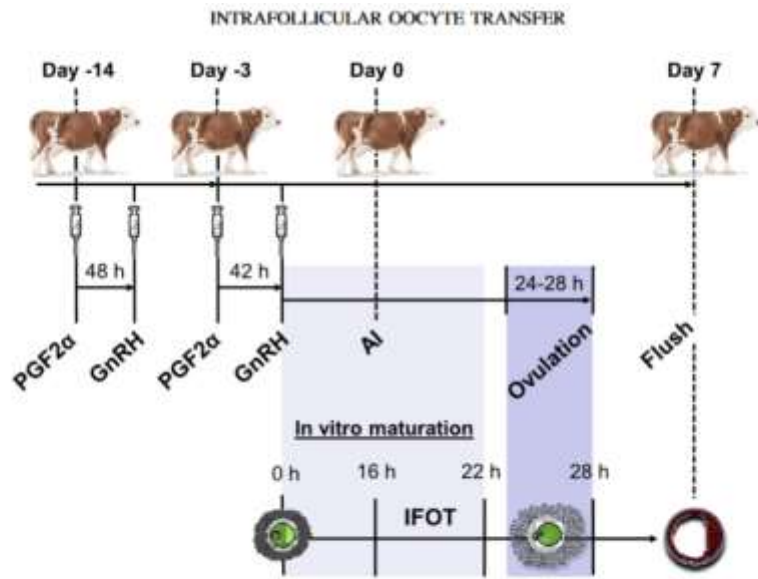 INTRAFOLLICULAR OOCYTE TRANSFER
Day -14 Day -3 Day 0 Day 7
48 h 42 h 24-28 h
PGF2α GnRH PGF2α GnRH AI Ovulation Flush
In vitro maturation
0 h 16 h 22 h 28 h
IFOT